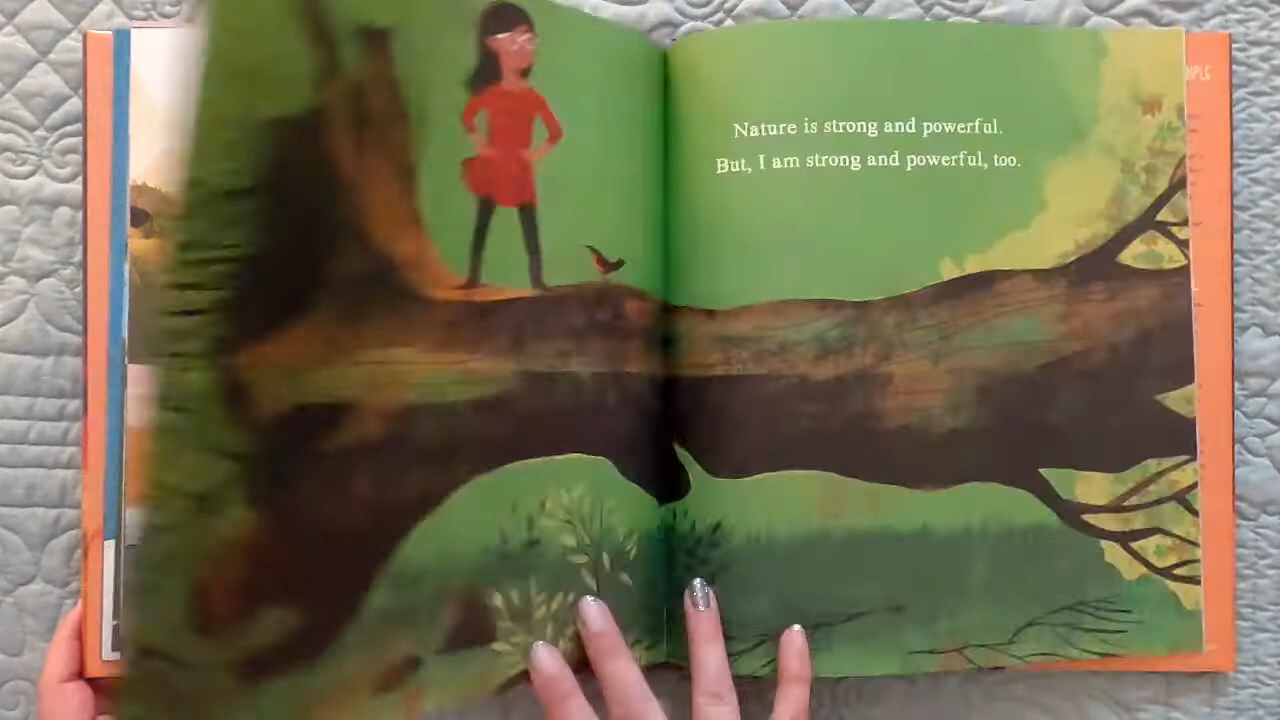 Nature is strong and powerful.
But, I am strong and powerful, too.